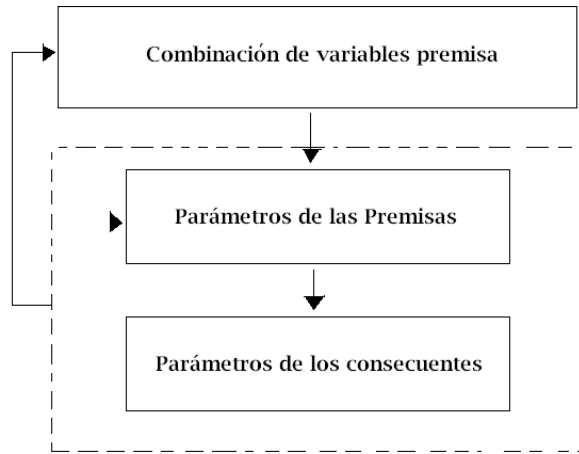 Combinación de variables premisa
Parámetros de las Premisas
Parámetros de los consecuentes